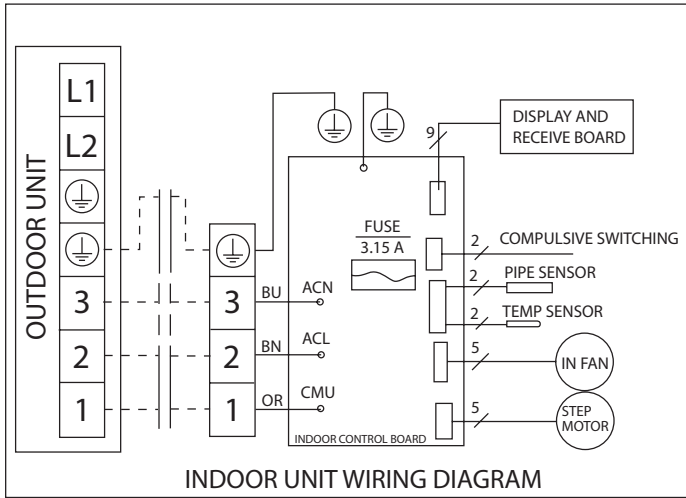 OUTDOOR UNIT
L1
L2
3
2
1
3
2
1
BU
BN
OR
ACN
ACL
CMU
FUSE
3.15 A
INDOOR CONTROL BOARD
9
DISPLAY AND
RECEIVE BOARD
2
COMPULSIVE SWITCHING
2
PIPE SENSOR
2
TEMP SENSOR
5
IN FAN
5
STEP
MOTOR
INDOOR UNIT WIRING DIAGRAM